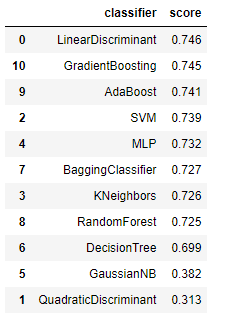 classifier score
0 LinearDiscriminant 0.746
10 GradientBoosting 0.745
9 AdaBoost 0.741
2 SVM 0.739
4 MLP 0.732
7 BaggingClassifier 0.727
3 KNeighbors 0.726
8 RandomForest 0.725
6 DecisionTree 0.699
5 GaussianNB 0.382
1 QuadraticDiscriminant 0.313